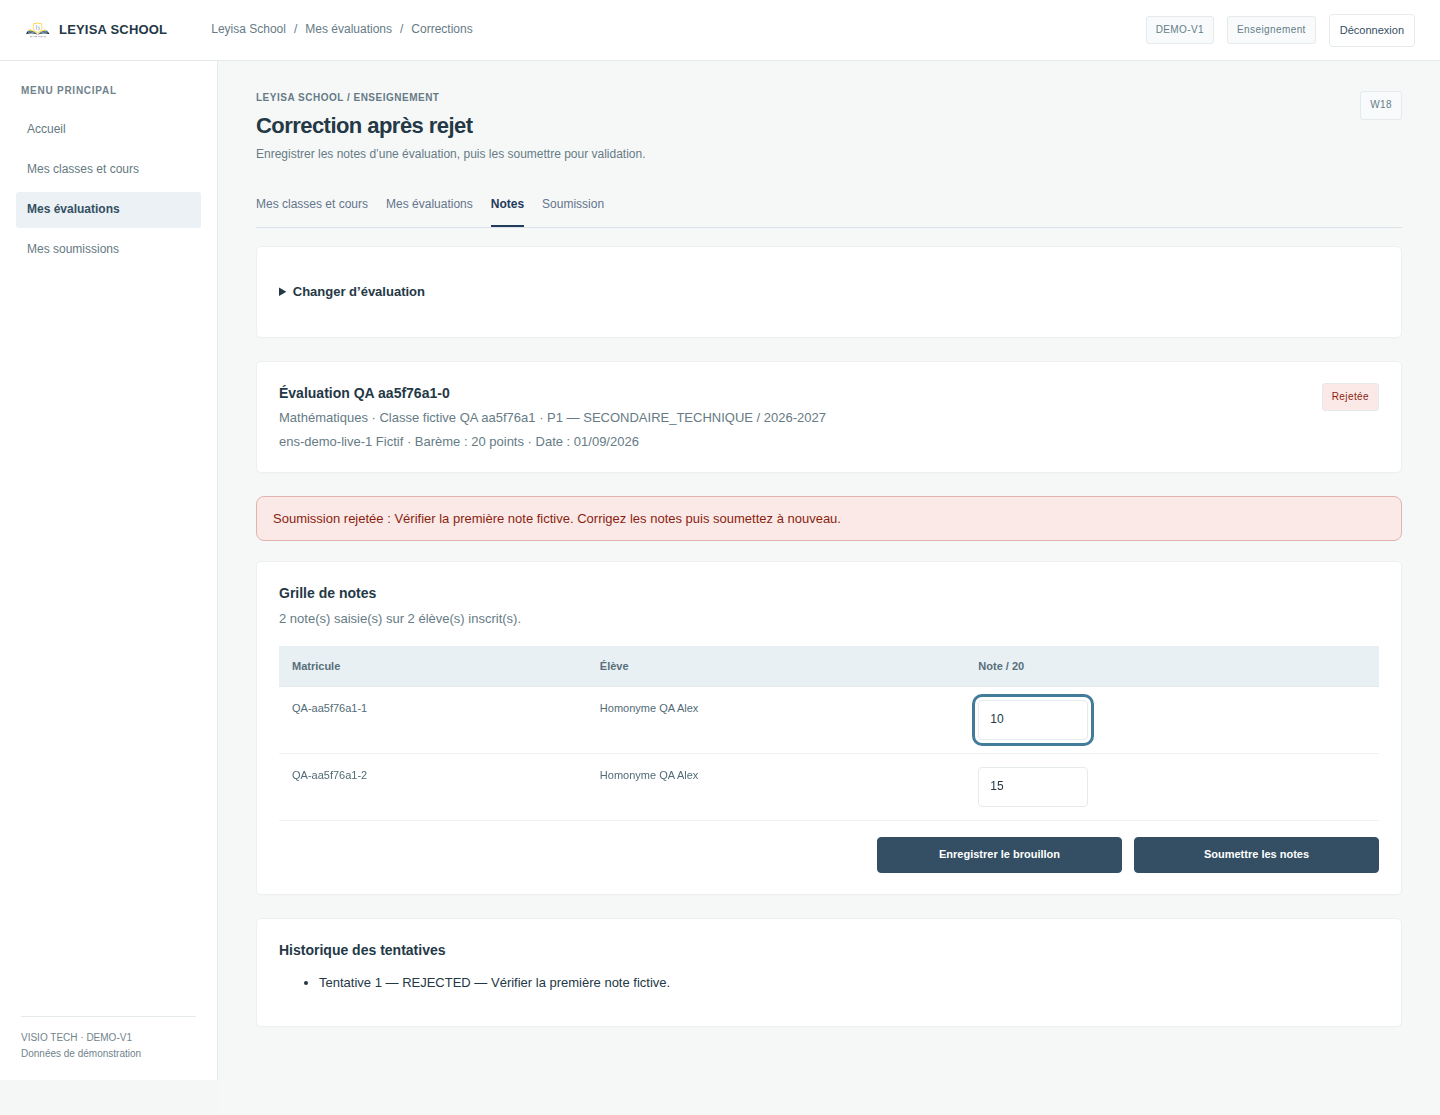 LEYISA SCHOOL
Leyisa School / Mes évaluations / Corrections
DEMO-V1
Enseignement
Déconnexion
MENU PRINCIPAL
Accueil
Mes classes et cours
Mes évaluations
Mes soumissions
VISIO TECH · DEMO-V1
Données de démonstration
LEYISA SCHOOL / ENSEIGNEMENT
W18
Correction après rejet
Enregistrer les notes d’une évaluation, puis les soumettre pour validation.
Mes classes et cours Mes évaluations Notes Soumission
Changer d’évaluation
Évaluation QA aa5f76a1-0
Rejetée
Mathématiques · Classe fictive QA aa5f76a1 · P1 — SECONDAIRE_TECHNIQUE / 2026-2027
ens-demo-live-1 Fictif · Barème : 20 points · Date : 01/09/2026
Soumission rejetée : Vérifier la première note fictive. Corrigez les notes puis soumettez à nouveau.
Grille de notes
2 note(s) saisie(s) sur 2 élève(s) inscrit(s).
Matricule Élève Note / 20
QA-aa5f76a1-1 Homonyme QA Alex 10
QA-aa5f76a1-2 Homonyme QA Alex 15
Enregistrer le brouillon Soumettre les notes
Historique des tentatives
Tentative 1 — REJECTED — Vérifier la première note fictive.